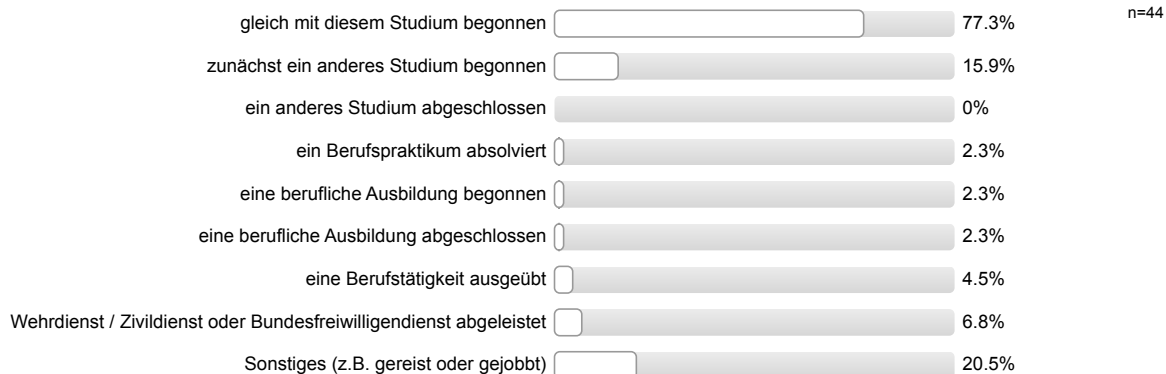 gleich mit diesem Studium begonnen 77.3% n=44
zunächst ein anderes Studium begonnen 15.9%
ein anderes Studium abgeschlossen 0%
ein Berufspraktikum absolviert 2.3%
eine berufliche Ausbildung begonnen 2.3%
eine berufliche Ausbildung abgeschlossen 2.3%
eine Berufstätigkeit ausgeübt 4.5%
Wehrdienst / Zivildienst oder Bundesfreiwilligendienst abgeleistet 6.8%
Sonstiges (z.B. gereist oder gejobbt) 20.5%